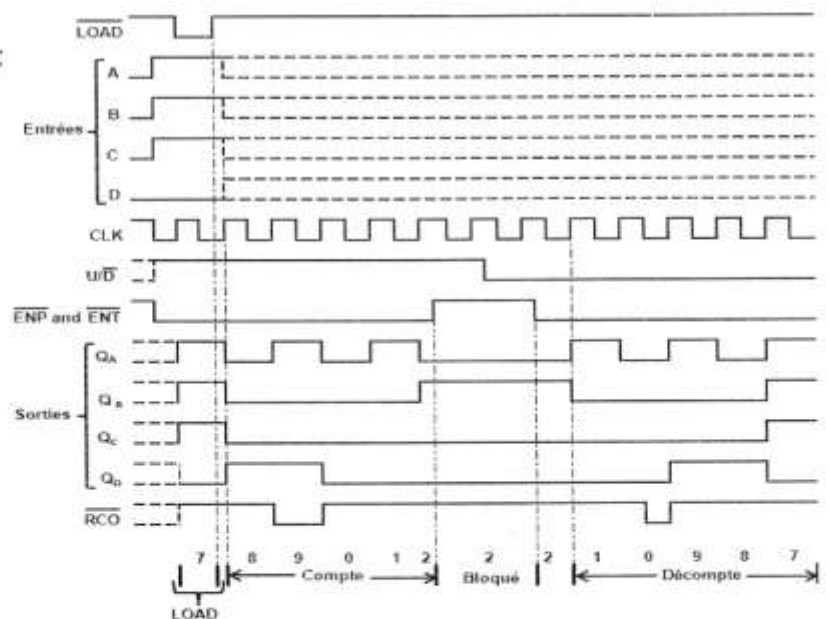 LOAD
A
B
Entrées
C
D
CLK
U/D
ENP and ENT
QA
QB
Sorties
QC
QD
RCO
7 8 9 0 1 2 2 2 1 0 9 8 7
Compte Bloqué Décompte
LOAD